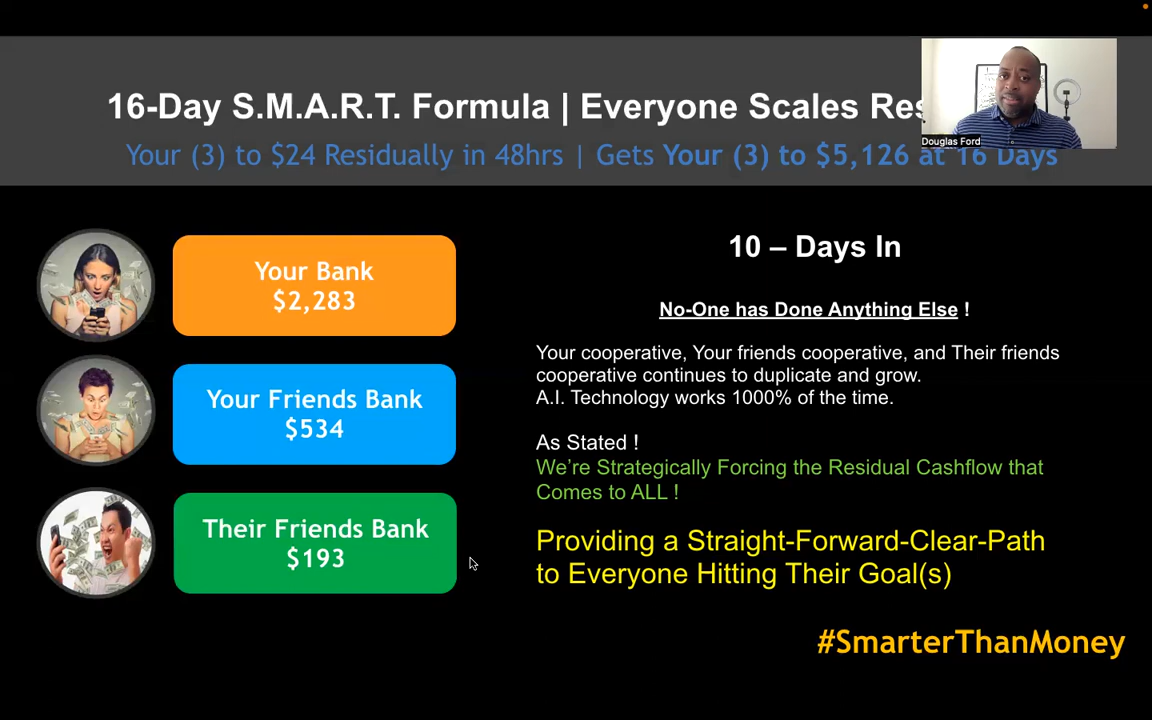 16-Day S.M.A.R.T. Formula | Everyone Scales
Your (3) to $24 Residually in 48hrs | Gets Your (3) to $5,126 at 16 Days
Douglas Ford
Your Bank
$2,283
Your Friends Bank
$534
Their Friends Bank
$193
10 – Days In
No-One has Done Anything Else !
Your cooperative, Your friends cooperative, and Their friends
cooperative continues to duplicate and grow.
A.I. Technology works 1000% of the time.
As Stated !
We’re Strategically Forcing the Residual Cashflow that
Comes to ALL !
Providing a Straight-Forward-Clear-Path
to Everyone Hitting Their Goal(s)
#SmarterThanMoney